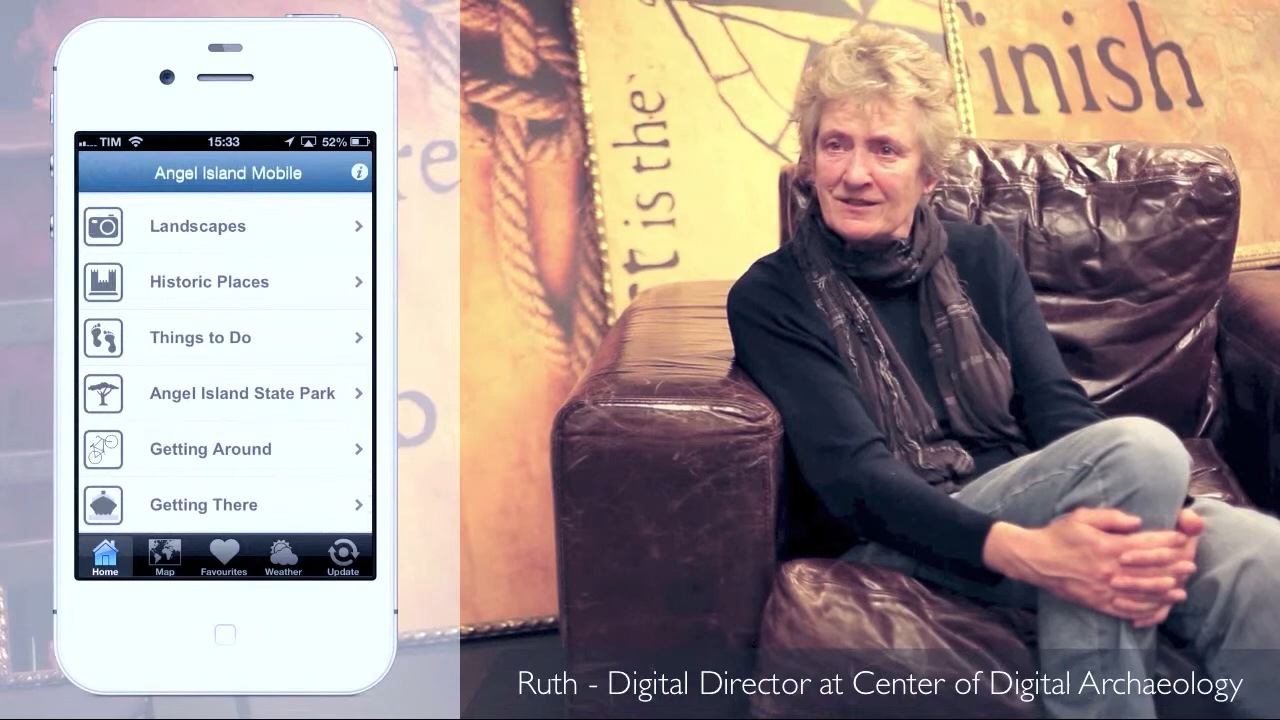 TIM 15:33 52%
Angel Island Mobile
Landscapes
Historic Places
Things to Do
Angel Island State Park
Getting Around
Getting There
Home Map Favourites Weather Update
re
o
t is the
inish
Ruth - Digital Director at Center of Digital Archaeology